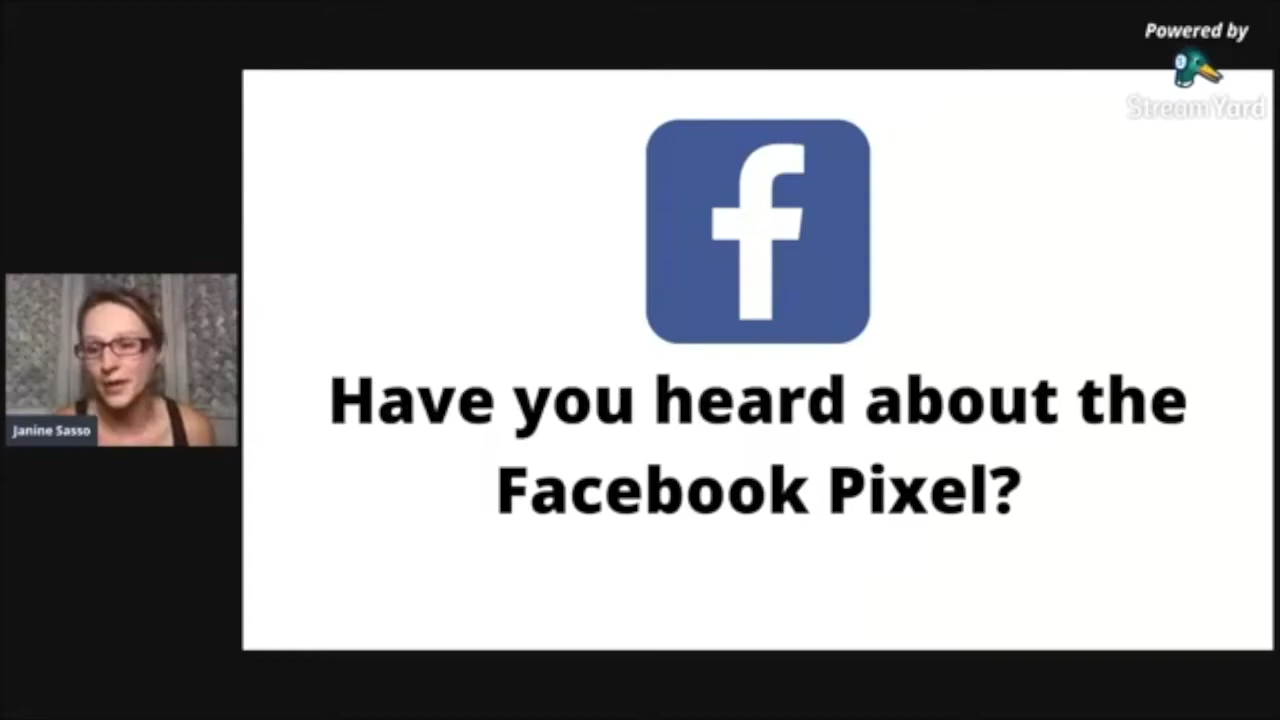 Powered by
StreamYard
Have you heard about the
Facebook Pixel?
Janine Sasso